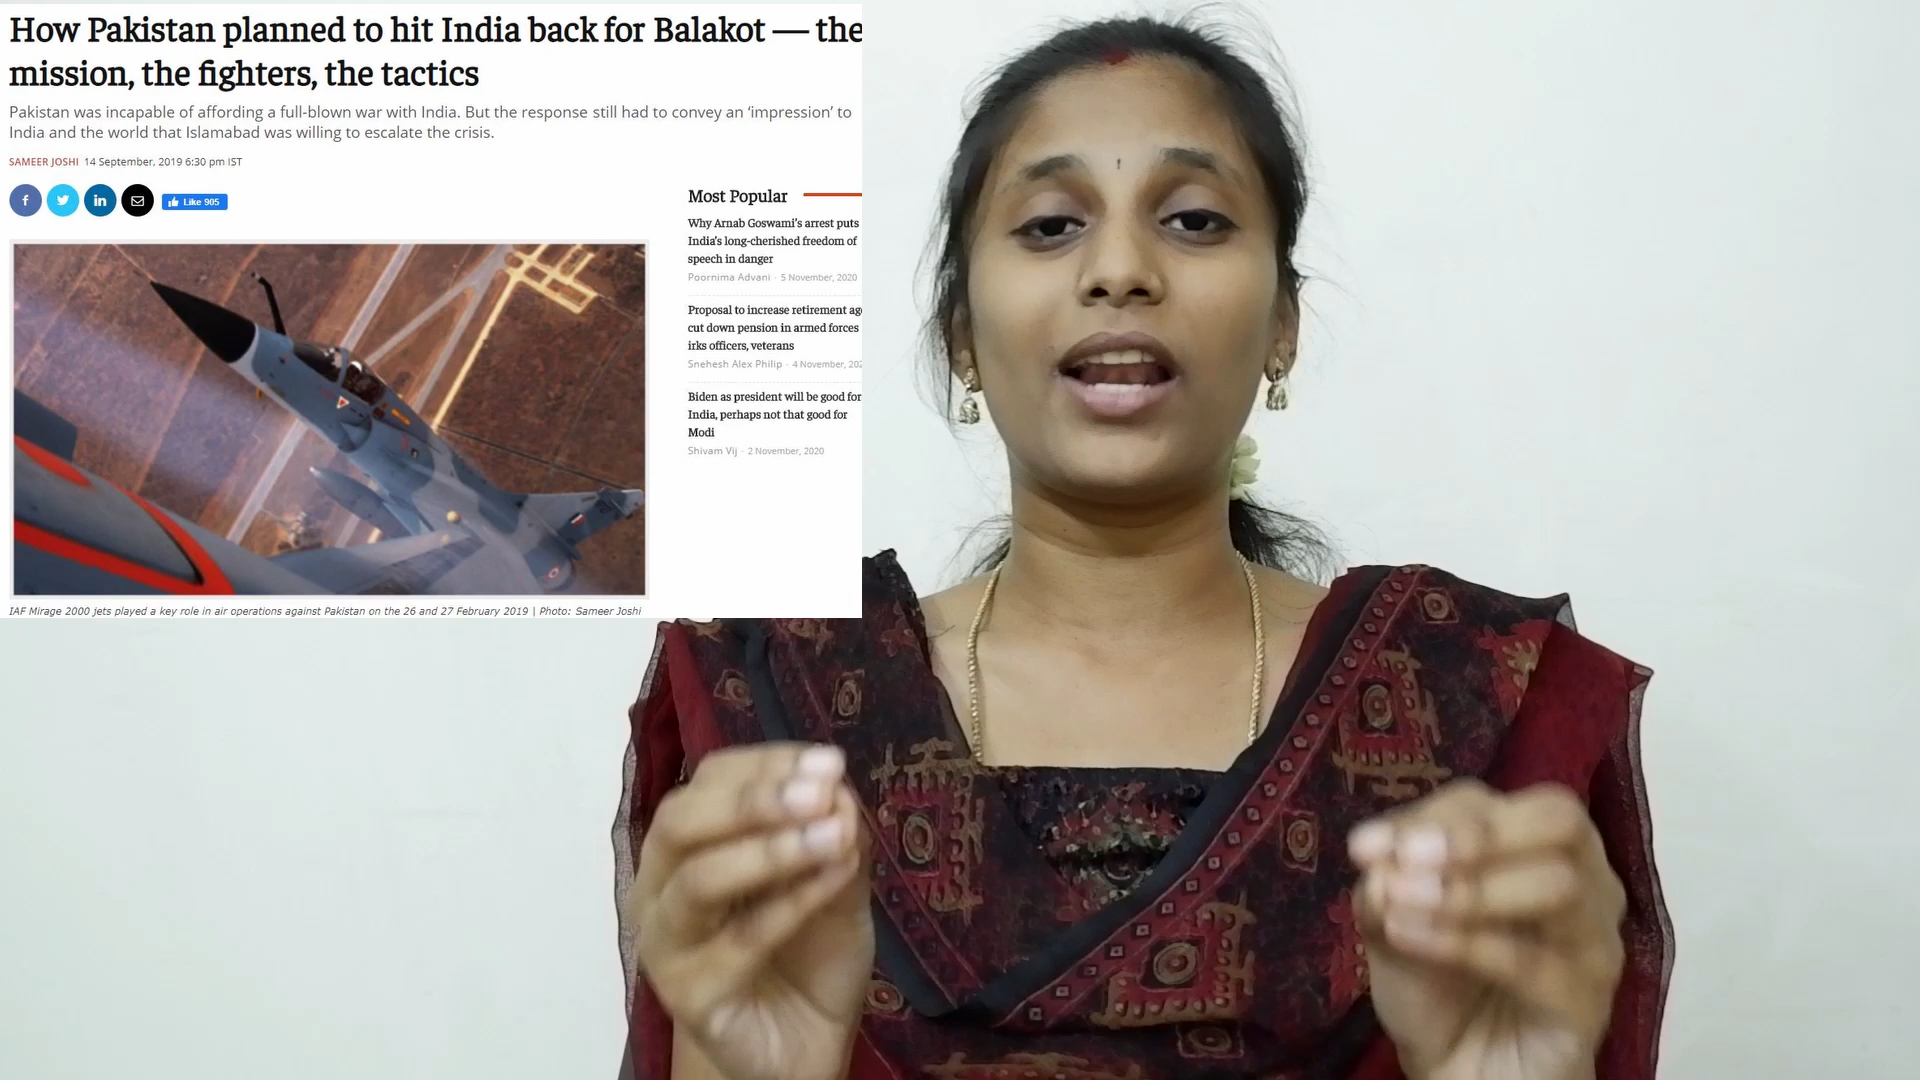 How Pakistan planned to hit India back for Balakot — the
mission, the fighters, the tactics
Pakistan was incapable of affording a full-blown war with India. But the response still had to convey an ‘impression’ to
India and the world that Islamabad was willing to escalate the crisis.
SAMEER JOSHI 14 September, 2019 6:30 pm IST
f in Like 905
Most Popular
Why Arnab Goswami’s arrest puts
India’s long-cherished freedom of
speech in danger
Poornima Advani · 5 November, 2020
Proposal to increase retirement
cut down pension in armed forces
irks officers, veterans
Snehesh Alex Philip · 4 November,
Biden as president will be good for
India, perhaps not that good for
Modi
Shivam Vij · 2 November, 2020
IAF Mirage 2000 jets played a key role in air operations against Pakistan on the 26 and 27 February 2019 | Photo: Sameer Joshi